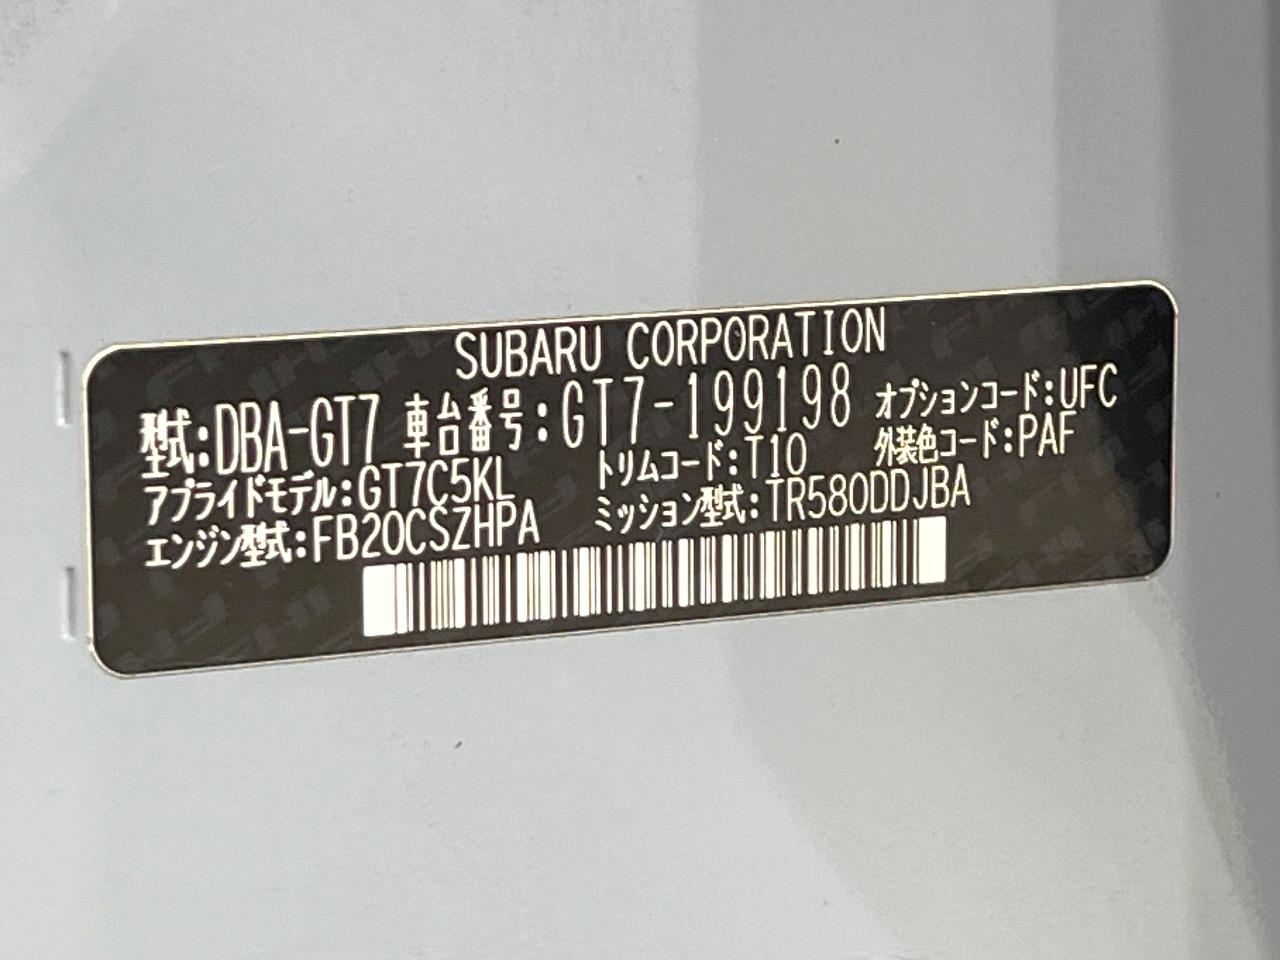 SUBARU CORPORATION
型式:DBA-GT7 車台番号:GT7-199198 オプションコード:UFC
アプライドモデル:GT7C5KL トリムコード:T10 外装色コード:PAF
エンジン型式:FB20CSZHPA ミッション型式:TR580DDJBA